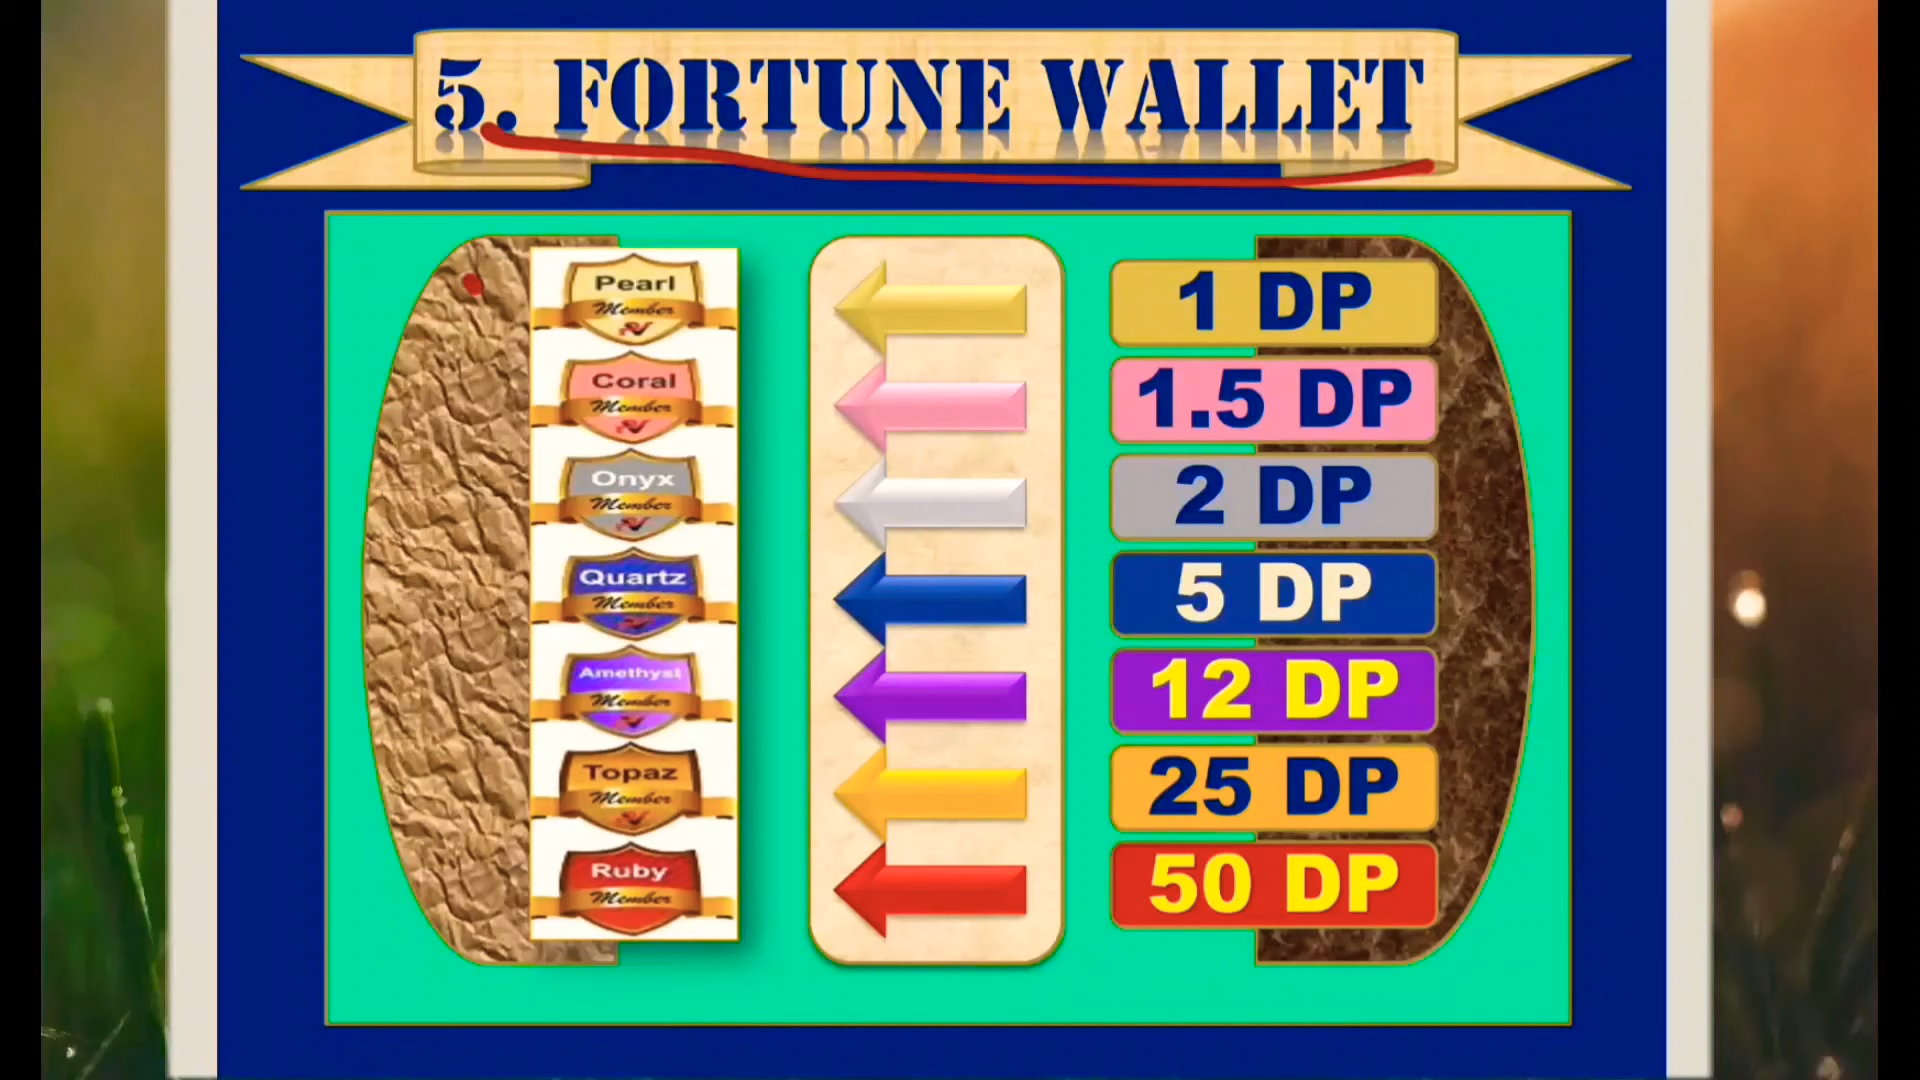 5. FORTUNE WALLET
Pearl
Member
1 DP
Coral
Member
1.5 DP
Onyx
Member
2 DP
Quartz
Member
5 DP
Amethyst
Member
12 DP
Topaz
Member
25 DP
Ruby
Member
50 DP